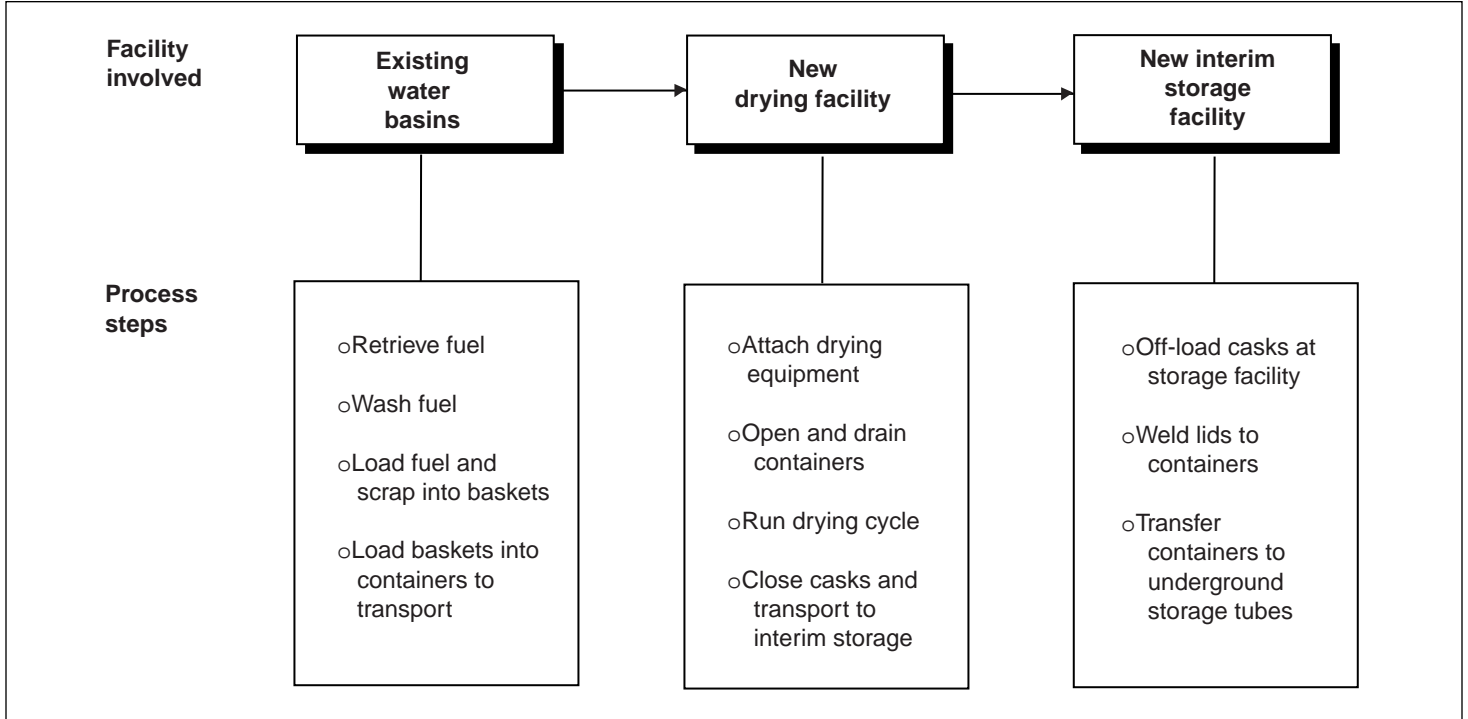 Facility
involved
Existing
water
basins
New
drying facility
New interim
storage
facility
Process
steps
oRetrieve fuel
oWash fuel
oLoad fuel and
scrap into baskets
oLoad baskets into
containers to
transport
oAttach drying
equipment
oOpen and drain
containers
oRun drying cycle
oClose casks and
transport to
interim storage
oOff-load casks at
storage facility
oWeld lids to
containers
oTransfer
containers to
underground
storage tubes